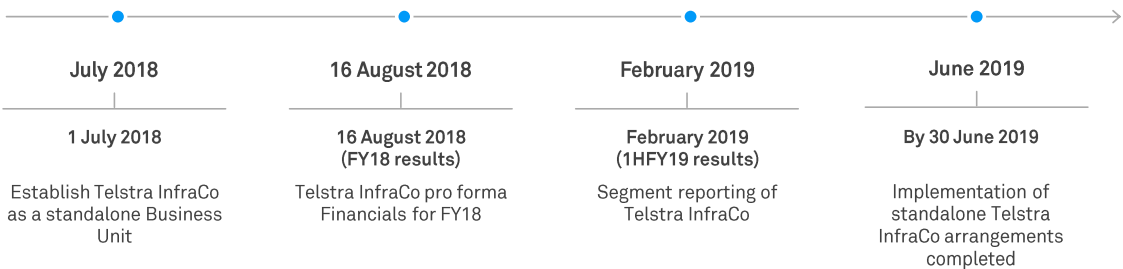 July 2018
1 July 2018
Establish Telstra InfraCo
as a standalone Business
Unit
16 August 2018
16 August 2018
(FY18 results)
Telstra InfraCo pro forma
Financials for FY18
February 2019
February 2019
(1HFY19 results)
Segment reporting of
Telstra InfraCo
June 2019
By 30 June 2019
Implementation of
standalone Telstra
InfraCo arrangements
completed